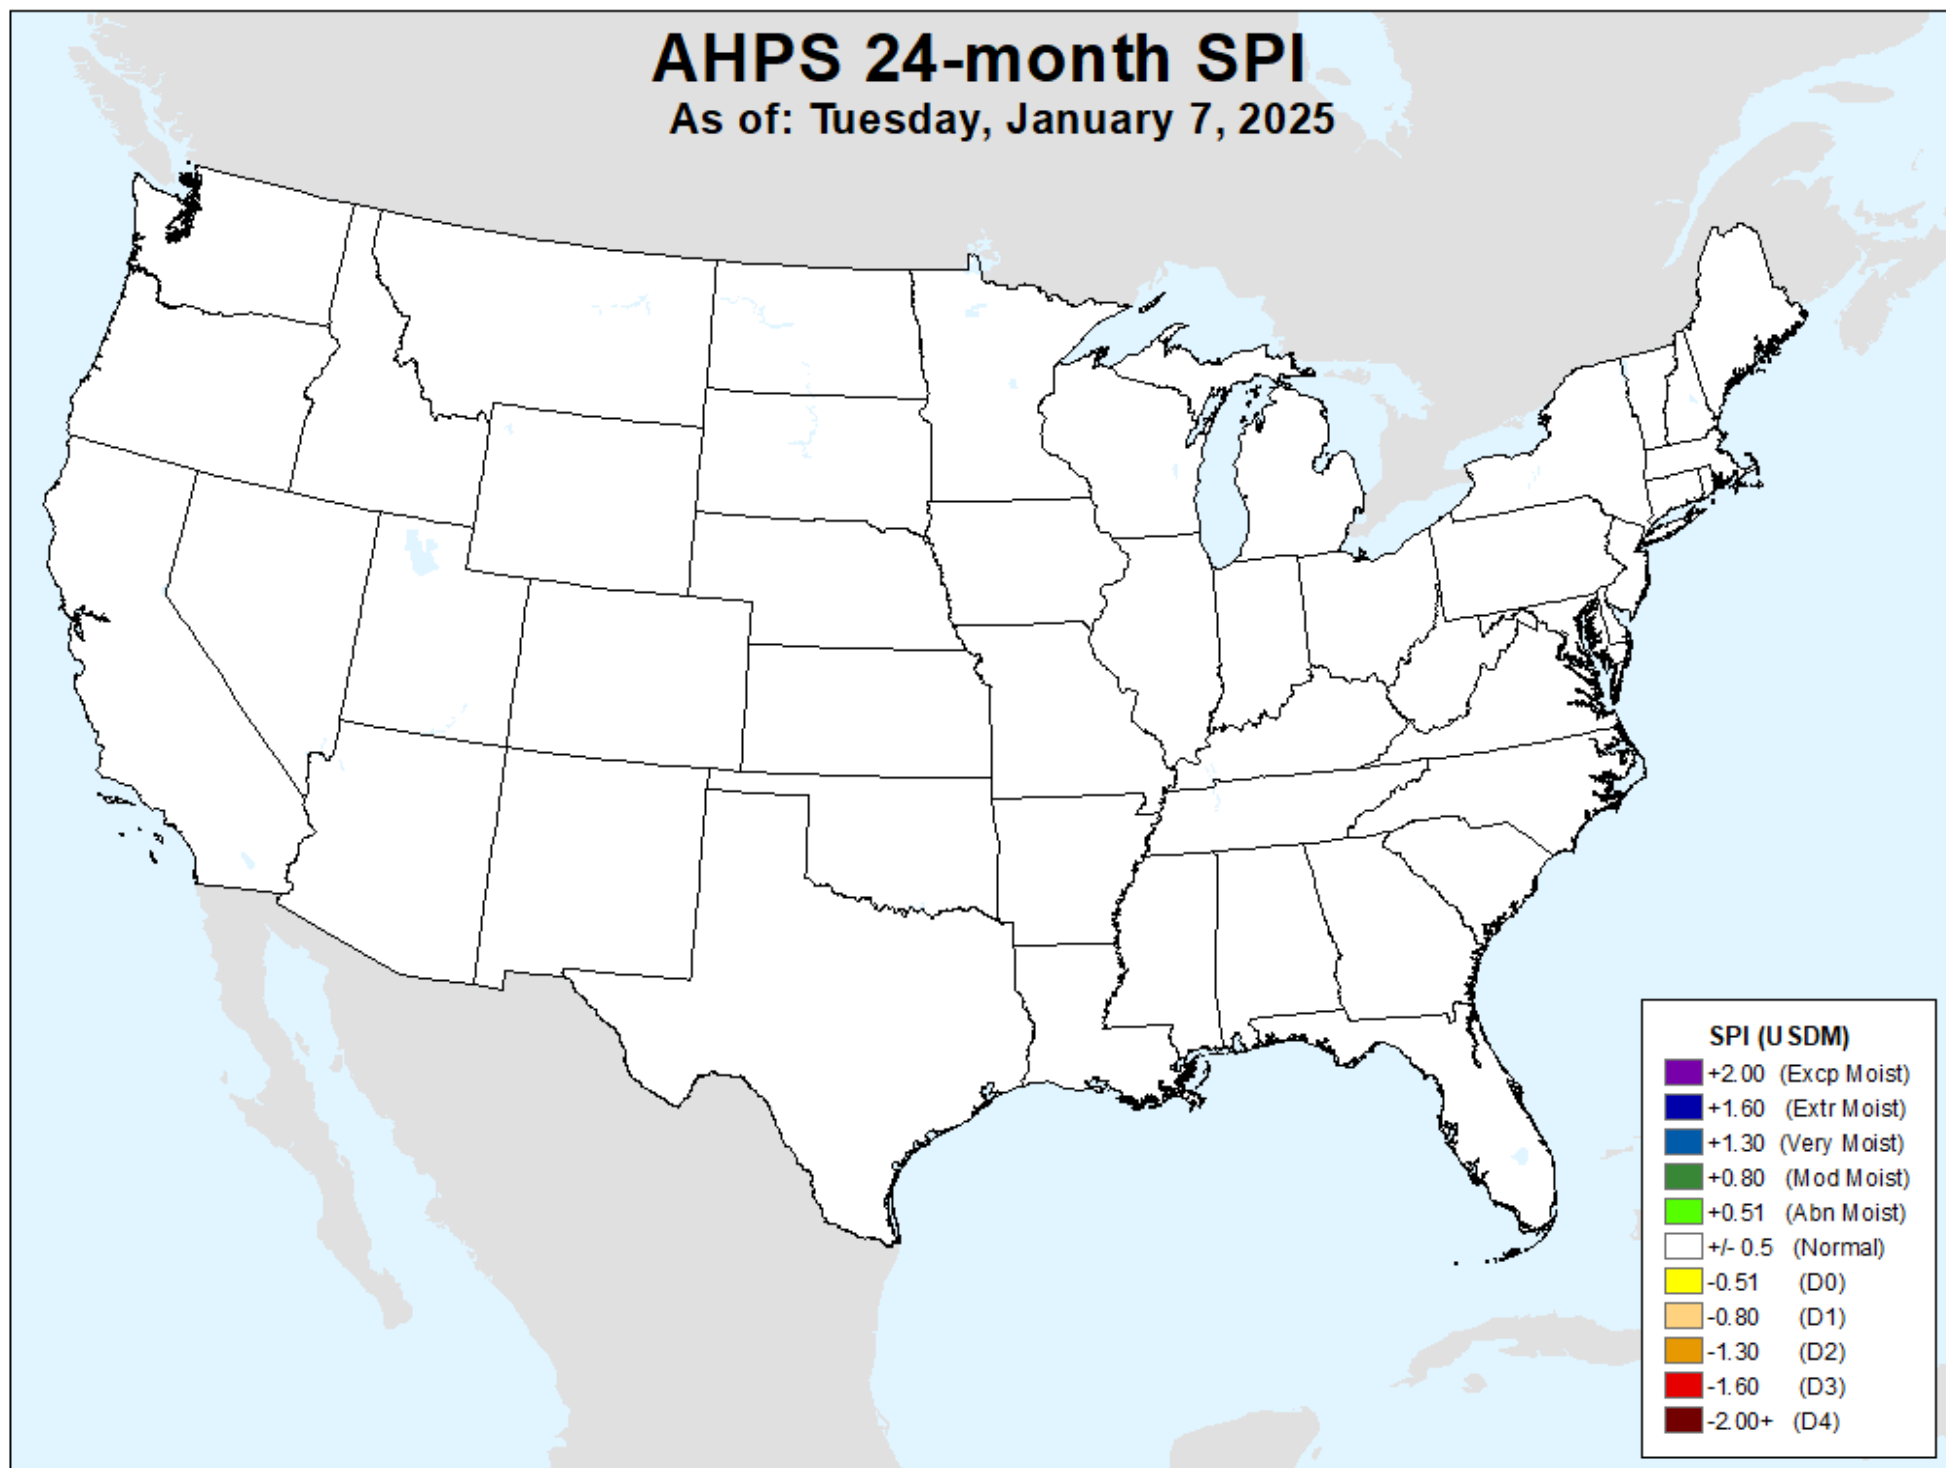 AHPS 24-month SPI
As of: Tuesday, January 7, 2025
SPI (USDM)
+2.00 (Excp Moist)
+1.60 (Extr Moist)
+1.30 (Very Moist)
+0.80 (Mod Moist)
+0.51 (Abn Moist)
+/- 0.5 (Normal)
-0.51 (D0)
-0.80 (D1)
-1.30 (D2)
-1.60 (D3)
-2.00+ (D4)